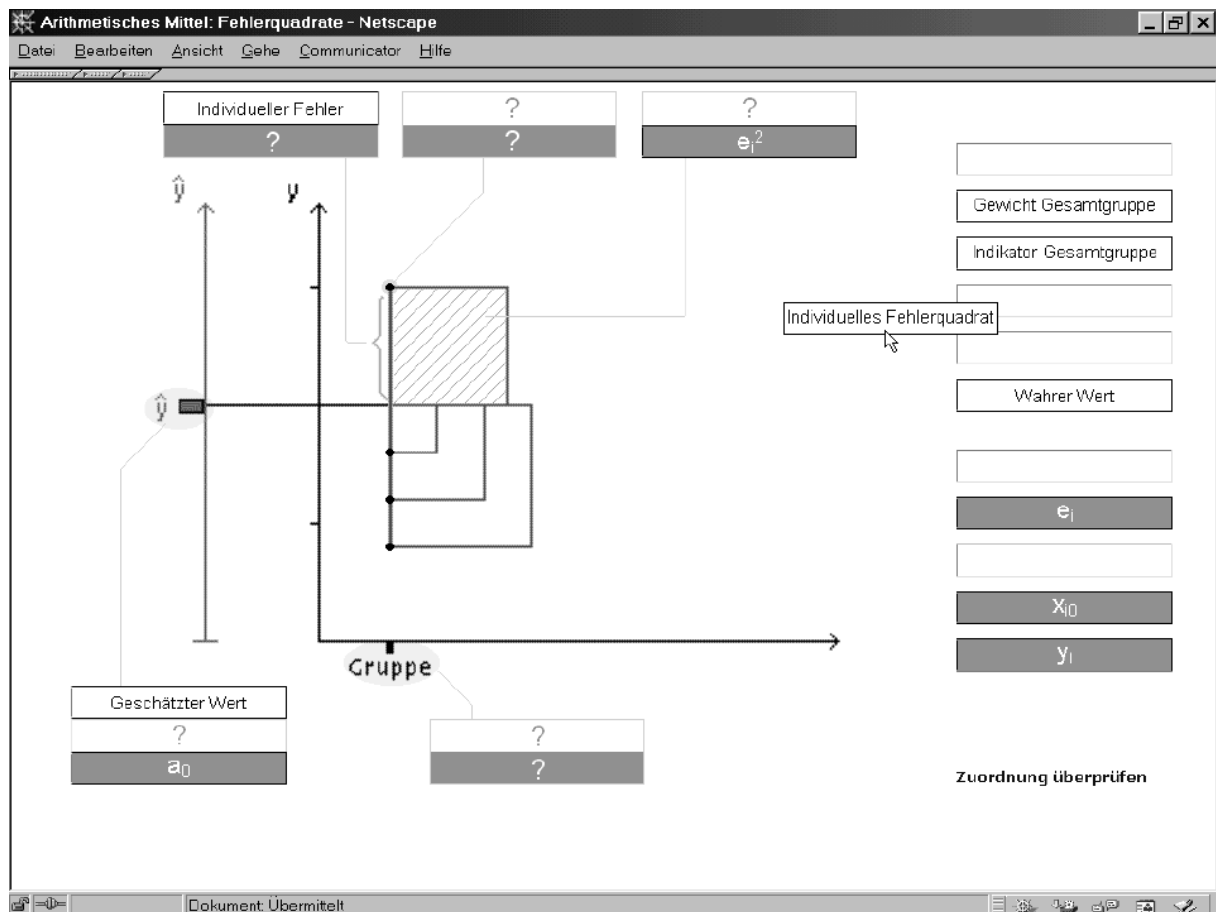 Arithmetisches Mittel: Fehlerquadrate - Netscape
Datei Bearbeiten Ansicht Gehe Communicator Hilfe
Individueller Fehler
?
?
?
?
eᵢ²
ŷ
y
ŷ
Gruppe
Geschätzter Wert
?
a₀
?
?
Gewicht Gesamtgruppe
Indikator Gesamtgruppe
Individuelles Fehlerquadrat
Wahrer Wert
eᵢ
xᵢ₀
yᵢ
Zuordnung überprüfen
Dokument: Übermittelt